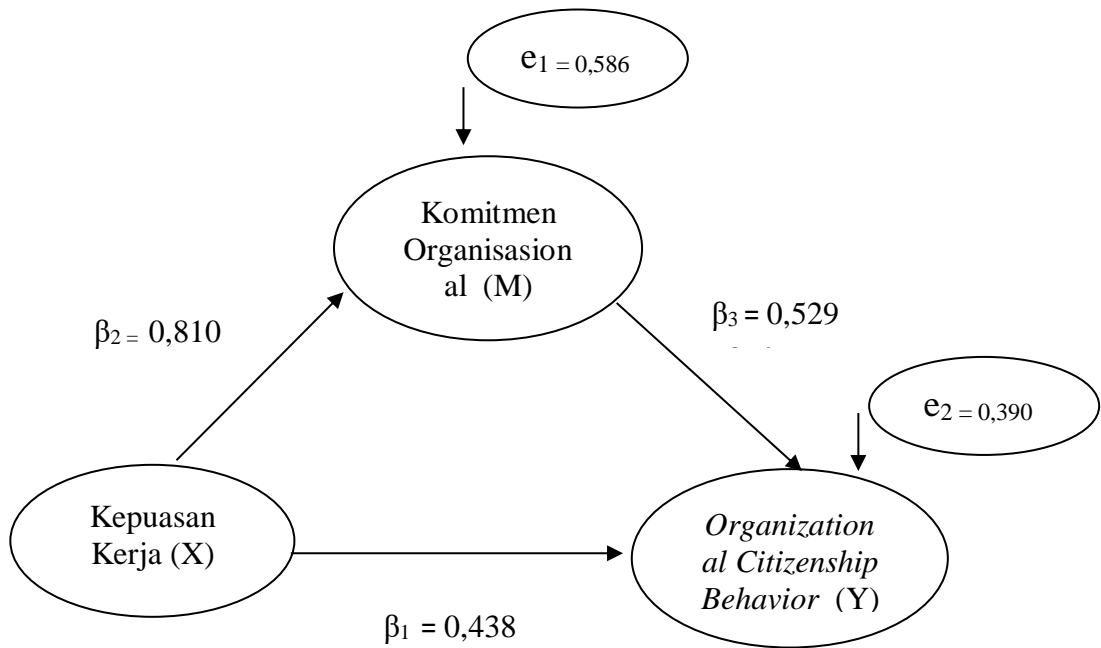 e1 = 0,586
Komitmen
Organisasion
al (M)
β2 = 0,810
β3 = 0,529
e2 = 0,390
Kepuasan
Kerja (X)
Organization
al Citizenship
Behavior (Y)
β1 = 0,438